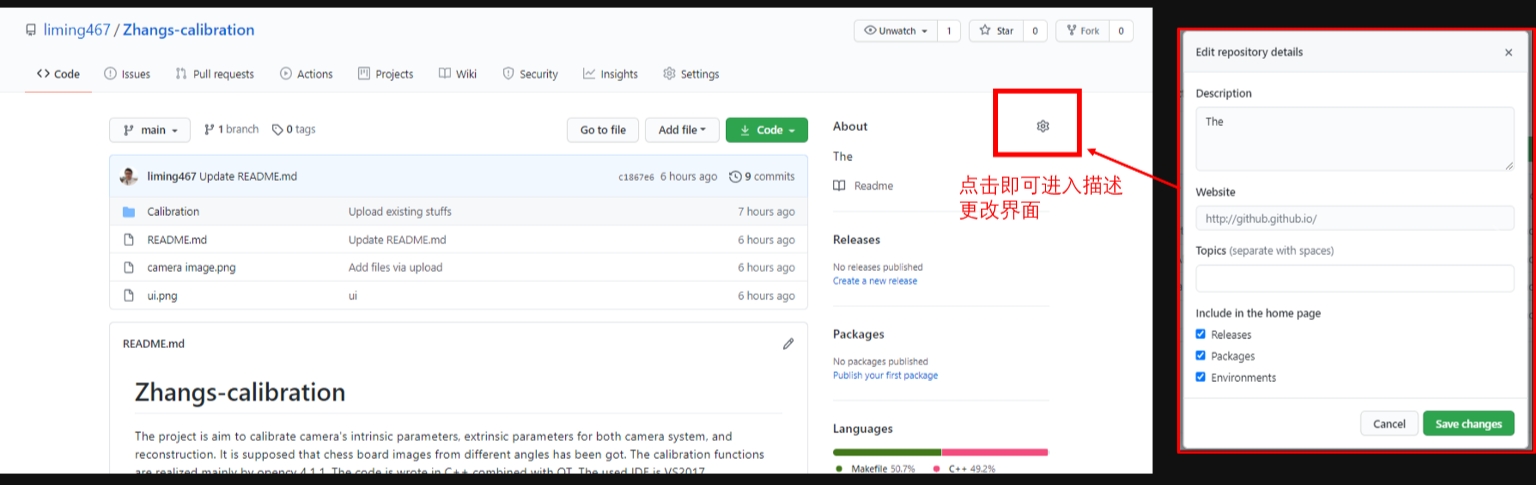 liming467 / Zhangs-calibration
Unwatch 1 Star 0 Fork 0
Code Issues Pull requests Actions Projects Wiki Security Insights Settings
main 1 branch 0 tags Go to file Add file Code
liming467 Update README.md c1867e6 6 hours ago 9 commits
Calibration Upload existing stuffs 7 hours ago
README.md Update README.md 6 hours ago
camera image.png Add files via upload 6 hours ago
ui.png ui 6 hours ago
README.md
Zhangs-calibration
The project is aim to calibrate camera's intrinsic parameters, extrinsic parameters for both camera system, and
reconstruction. It is supposed that chess board images from different angles has been got. The calibration functions
are realized mainly by opencv 4.1.1. The code is wrote in C++ combined with QT. The used IDE is VS2017.
About
The
Readme
点击即可进入描述
更改界面
Releases
No releases published
Create a new release
Packages
No packages published
Publish your first package
Languages
Makefile 50.7% C++ 49.2%
Edit repository details ×
Description
The
Website
http://github.github.io/
Topics (separate with spaces)
Include in the home page
Releases
Packages
Environments
Cancel Save changes